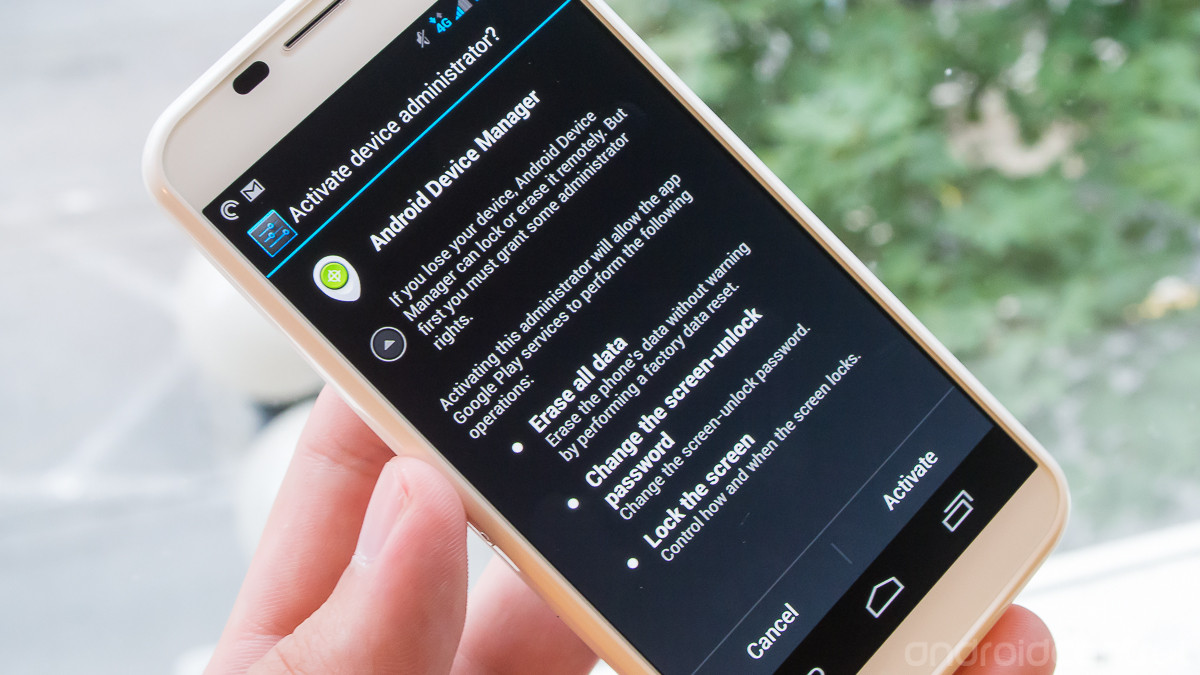 4G
Activate device administrator?
Android Device Manager
If you lose your device, Android Device
Manager can lock or erase it remotely. But
first you must grant some administrator
rights.
Activating this administrator will allow the app
Google Play services to perform the following
operations:
• Erase all data
Erase the phone's data without warning
by performing a factory data reset.
• Change the screen-unlock
password
Change the screen-unlock password.
• Lock the screen
Control how and when the screen locks.
Cancel
Activate
android